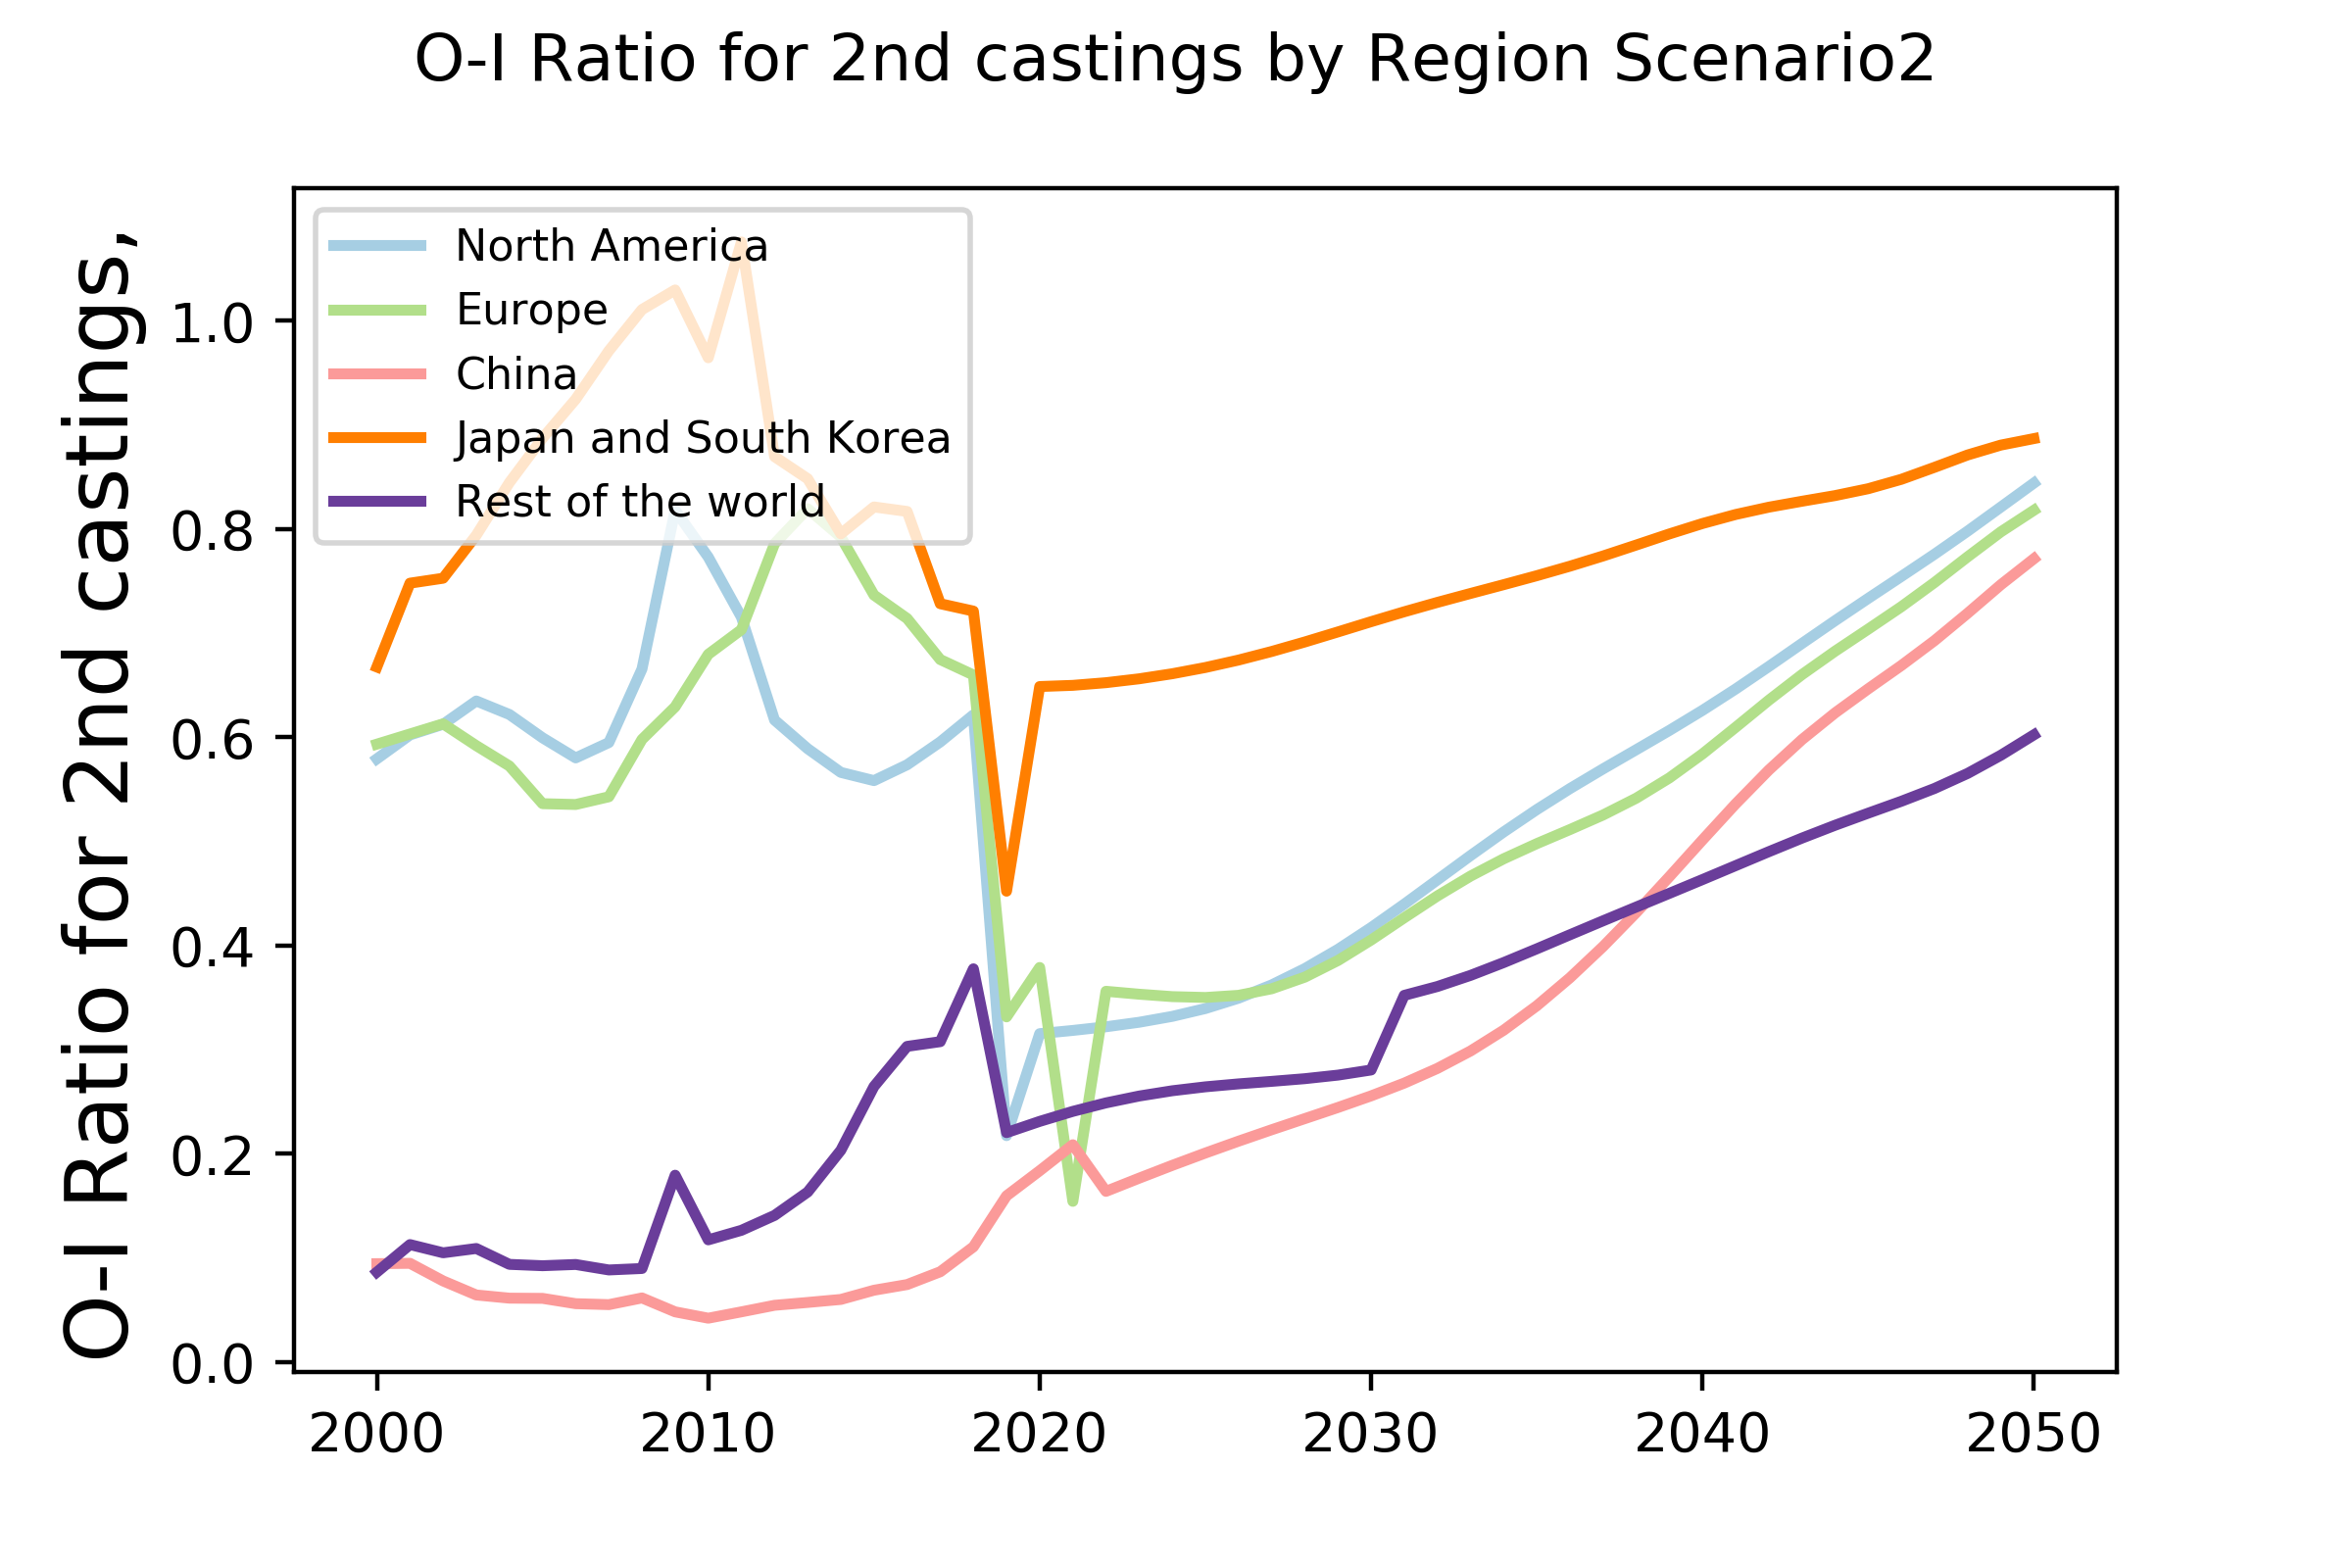 O-I Ratio for 2nd castings by Region Scenario2
O-I Ratio for 2nd castings,
North America
Europe
China
Japan and South Korea
Rest of the world
1.0
0.8
0.6
0.4
0.2
0.0
2000 2010 2020 2030 2040 2050